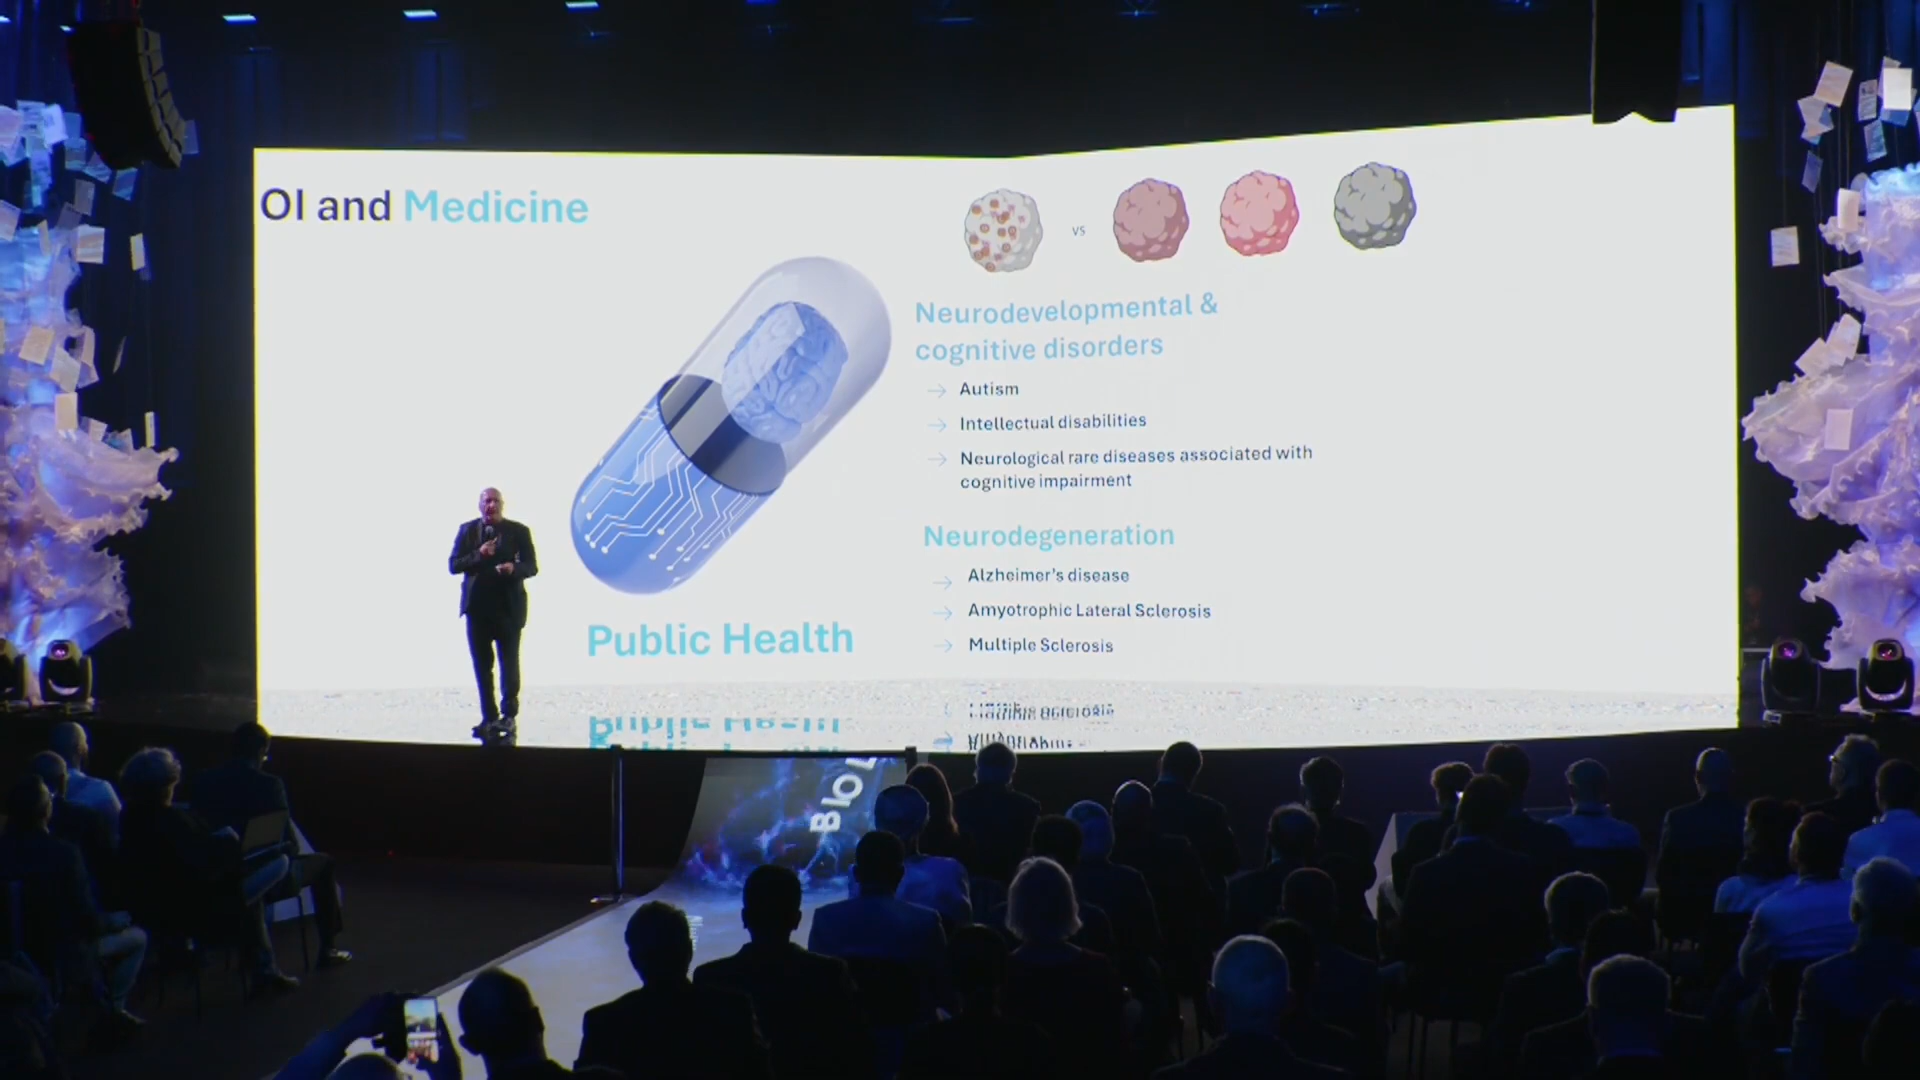 OI and Medicine
vs
Neurodevelopmental &
cognitive disorders
Autism
Intellectual disabilities
Neurological rare diseases associated with
cognitive impairment
Neurodegeneration
Alzheimer's disease
Amyotrophic Lateral Sclerosis
Multiple Sclerosis
Public Health